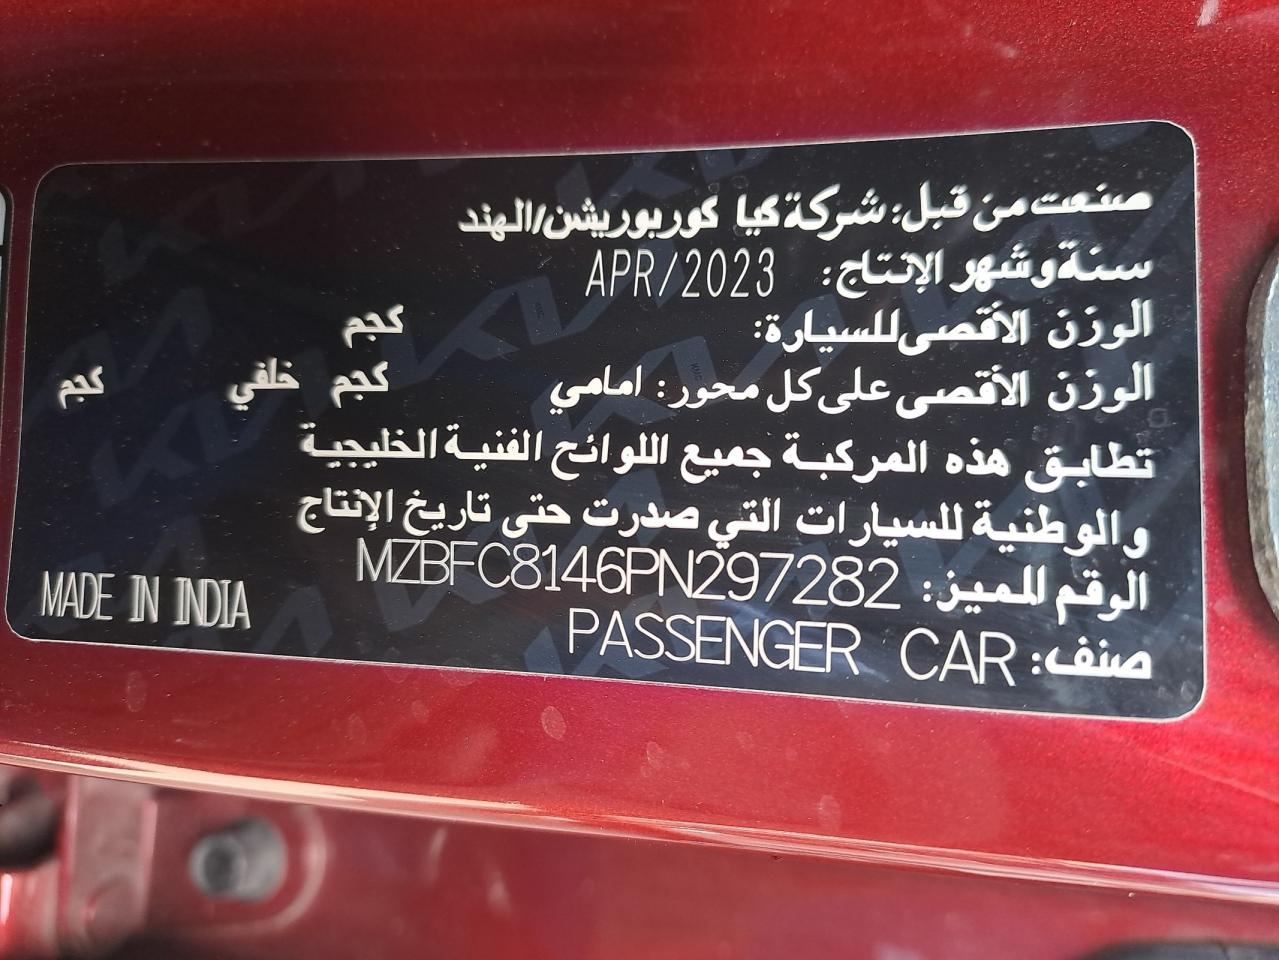 صنعت من قبل: شركة كيا كوربوريشن/الهند
سنة وشهر الإنتاج: APR/2023
الوزن الأقصى للسيارة: كجم
الوزن الأقصى على كل محور: امامي كجم خلفي كجم
تطابق هذه المركبة جميع اللوائح الفنية الخليجية
والوطنية للسيارات التي صدرت حتى تاريخ الإنتاج
الرقم المميز: MZBFC8146PN297282
صنف: PASSENGER CAR
MADE IN INDIA